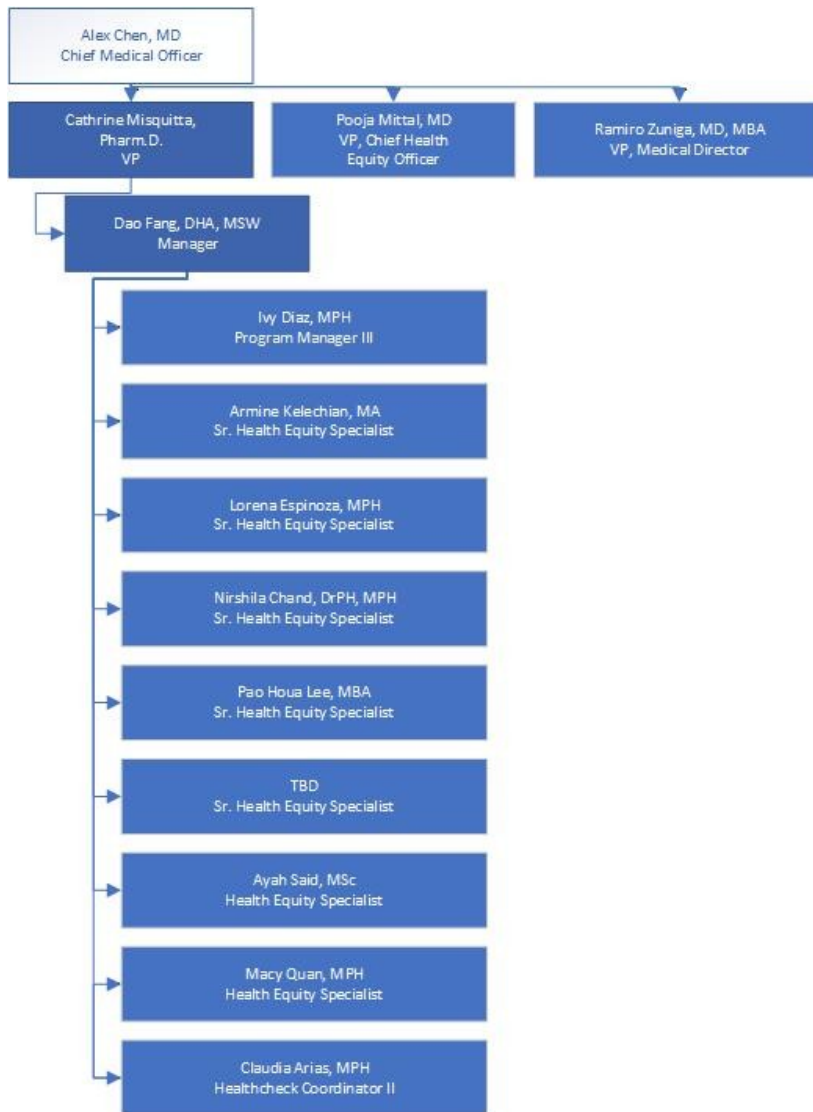 Alex Chen, MD
Chief Medical Officer
Cathrine Misquitta,
Pharm.D.
VP
Pooja Mittal, MD
VP, Chief Health
Equity Officer
Ramiro Zuniga, MD, MBA
VP, Medical Director
Dao Fang, DHA, MSW
Manager
Ivy Diaz, MPH
Program Manager III
Armine Kelechian, MA
Sr. Health Equity Specialist
Lorena Espinoza, MPH
Sr. Health Equity Specialist
Nirshila Chand, DrPH, MPH
Sr. Health Equity Specialist
Pao Houa Lee, MBA
Sr. Health Equity Specialist
TBD
Sr. Health Equity Specialist
Ayah Said, MSc
Health Equity Specialist
Macy Quan, MPH
Health Equity Specialist
Claudia Arias, MPH
Healthcheck Coordinator II